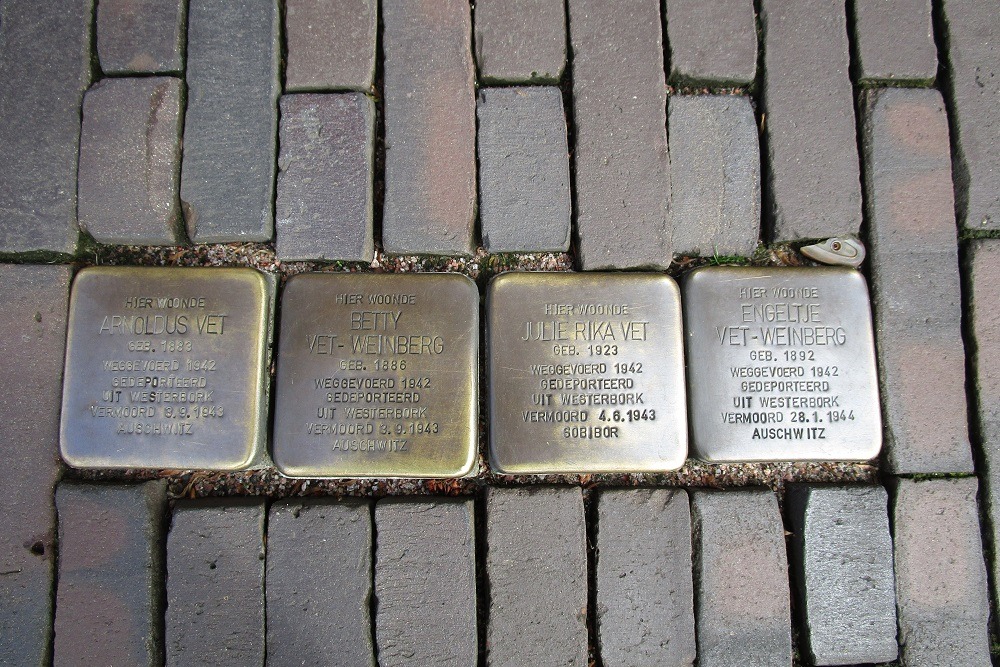 HIER WOONDE
ARNOLDUS VET
GEB. 1883
WEGGEVOERD 1942
GEDEPORTEERD
UIT WESTERBORK
VERMOORD 3.9.1943
AUSCHWITZ
HIER WOONDE
BETTY
VET-WEINBERG
GEB. 1886
WEGGEVOERD 1942
GEDEPORTEERD
UIT WESTERBORK
VERMOORD 3.9.1943
AUSCHWITZ
HIER WOONDE
JULIE RIKA VET
GEB. 1923
WEGGEVOERD 1942
GEDEPORTEERD
UIT WESTERBORK
VERMOORD 4.6.1943
SOBIBOR
HIER WOONDE
ENGELTJE
VET-WEINBERG
GEB. 1892
WEGGEVOERD 1942
GEDEPORTEERD
UIT WESTERBORK
VERMOORD 28.1.1944
AUSCHWITZ